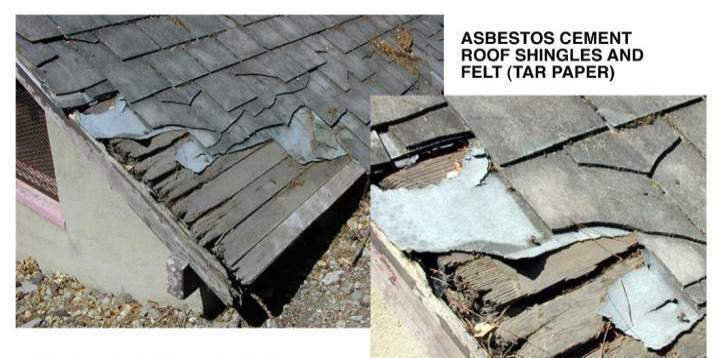 ASBESTOS CEMENT
ROOF SHINGLES AND
FELT (TAR PAPER)